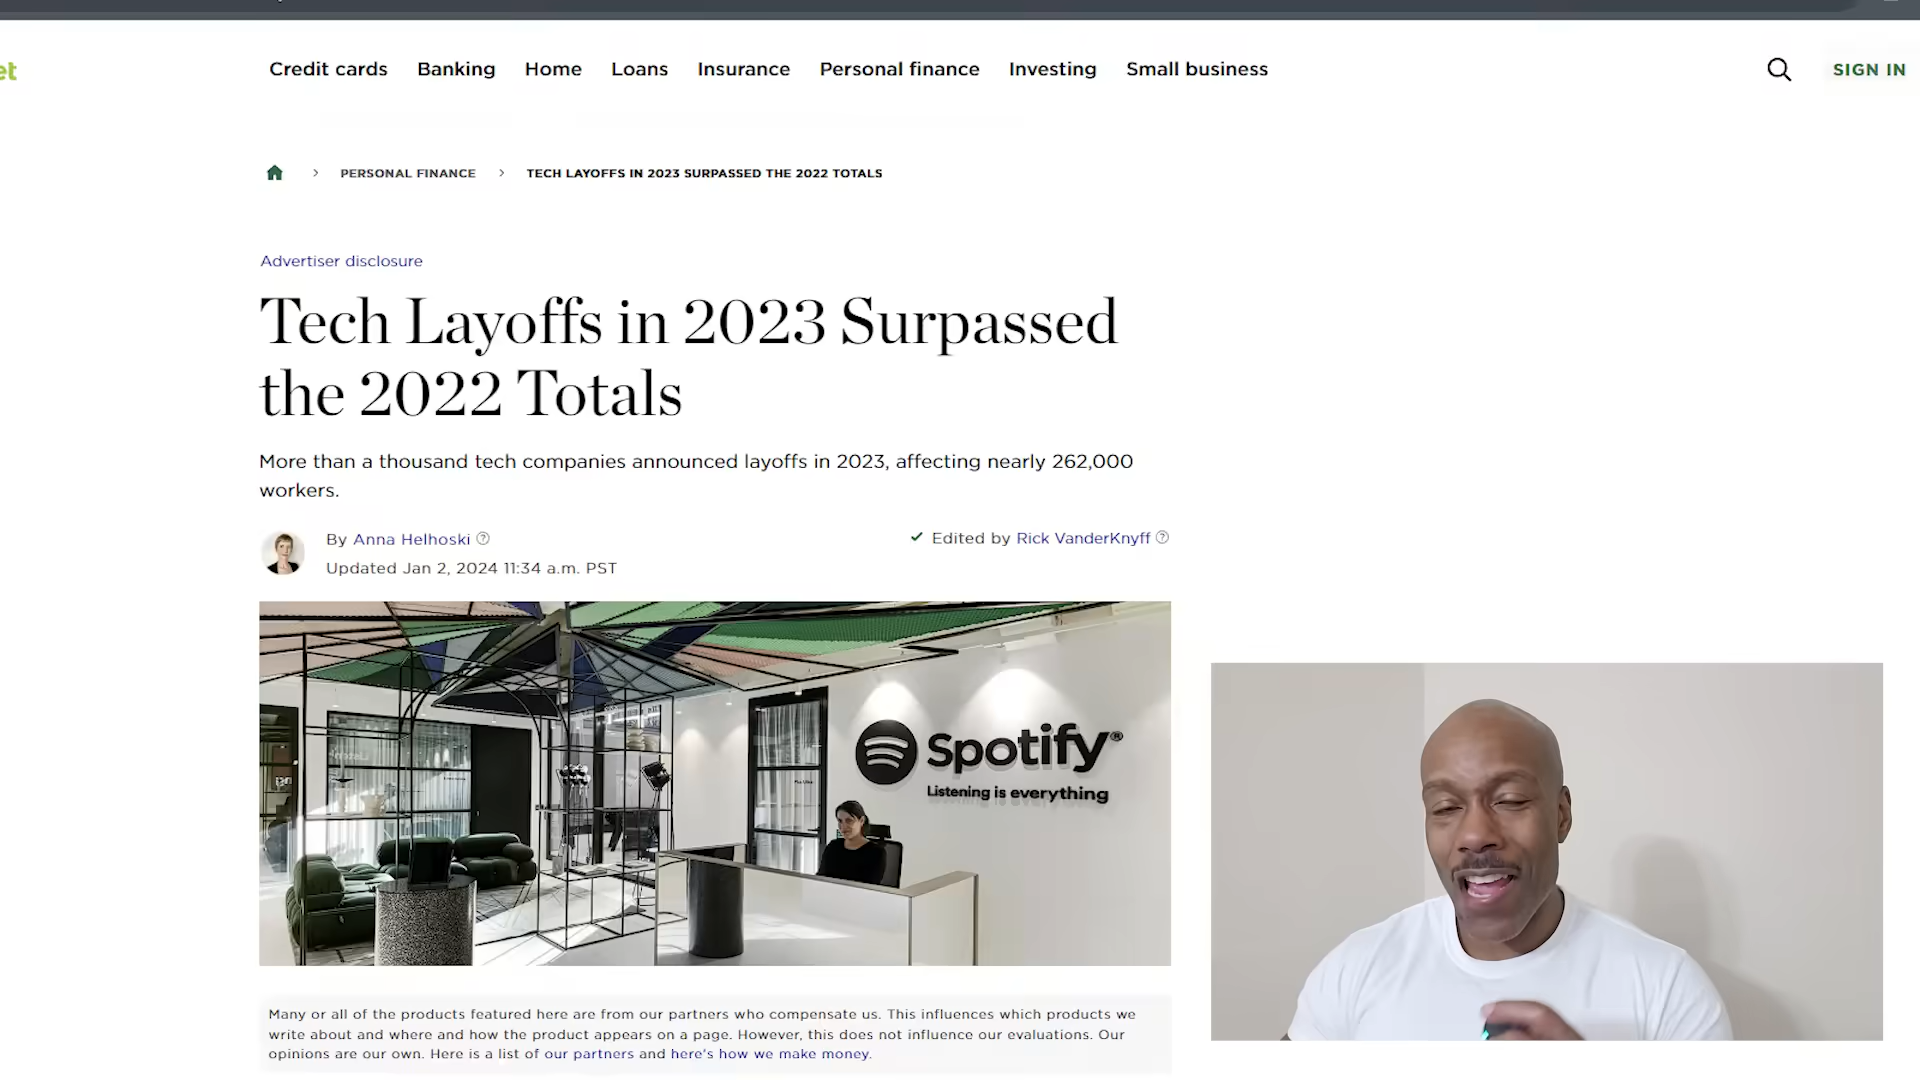 et
Credit cards Banking Home Loans Insurance Personal finance Investing Small business
SIGN IN
PERSONAL FINANCE
TECH LAYOFFS IN 2023 SURPASSED THE 2022 TOTALS
Advertiser disclosure
Tech Layoffs in 2023 Surpassed
the 2022 Totals
More than a thousand tech companies announced layoffs in 2023, affecting nearly 262,000
workers.
By Anna Helhoski
Edited by Rick VanderKnyff
Updated Jan 2, 2024 11:34 a.m. PST
Spotify®
Listening is everything
Many or all of the products featured here are from our partners who compensate us. This influences which products we
write about and where and how the product appears on a page. However, this does not influence our evaluations. Our
opinions are our own. Here is a list of our partners and here's how we make money.